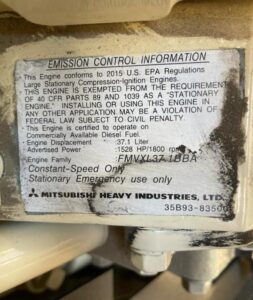 EMISSION CONTROL INFORMATION
· This Engine conforms to 2015 U.S. EPA Regulations
Large Stationary Compression-Ignition Engines.
THIS ENGINE IS EXEMPTED FROM THE REQUIREMENT
OF 40 CFR PARTS 89 AND 1039 AS A "STATIONARY
ENGINE." INSTALLING OR USING THIS ENGINE IN
ANY OTHER APPLICATION MAY BE A VIOLATION OF
FEDERAL LAW SUBJECT TO CIVIL PENALTY.
· This Engine is certified to operate on
Commercially Available Diesel Fuel
· Engine Displacement :37.1 Liter
· Advertised Power :1528 HP/1800 rpm
· Engine Family FMVXL37.1BBA
Constant-Speed Only
Stationary Emergency use only
MITSUBISHI HEAVY INDUSTRIES, LTD.
35B93-8350